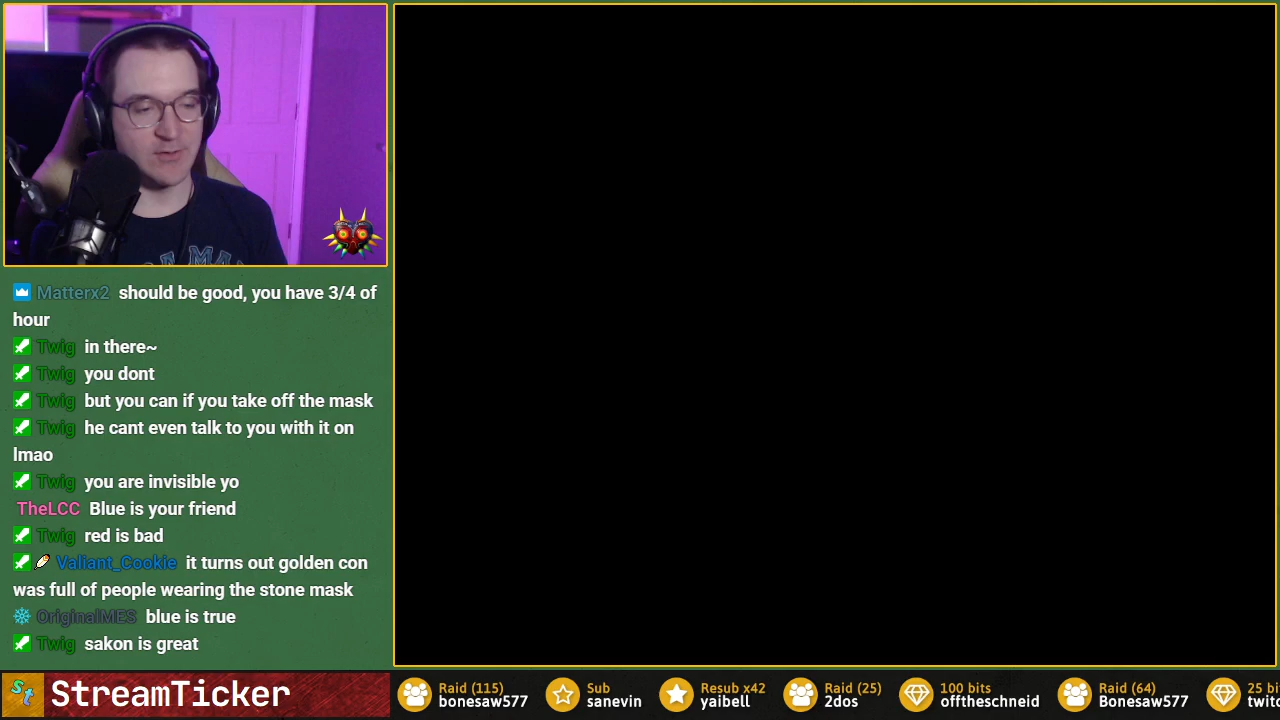 Matterx2 should be good, you have 3/4 of
hour
Twig in there~
Twig you dont
Twig but you can if you take off the mask
Twig he cant even talk to you with it on
lmao
Twig you are invisible yo
TheLCC Blue is your friend
Twig red is bad
Valiant_Cookie it turns out golden con
was full of people wearing the stone mask
OriginalMES blue is true
Twig sakon is great
St StreamTicker
Raid (115)
bonesaw577
Sub
sanevin
Resub x42
yaibell
Raid (25)
2dos
100 bits
offtheschneid
Raid (64)
Bonesaw577
25 bi
twitc